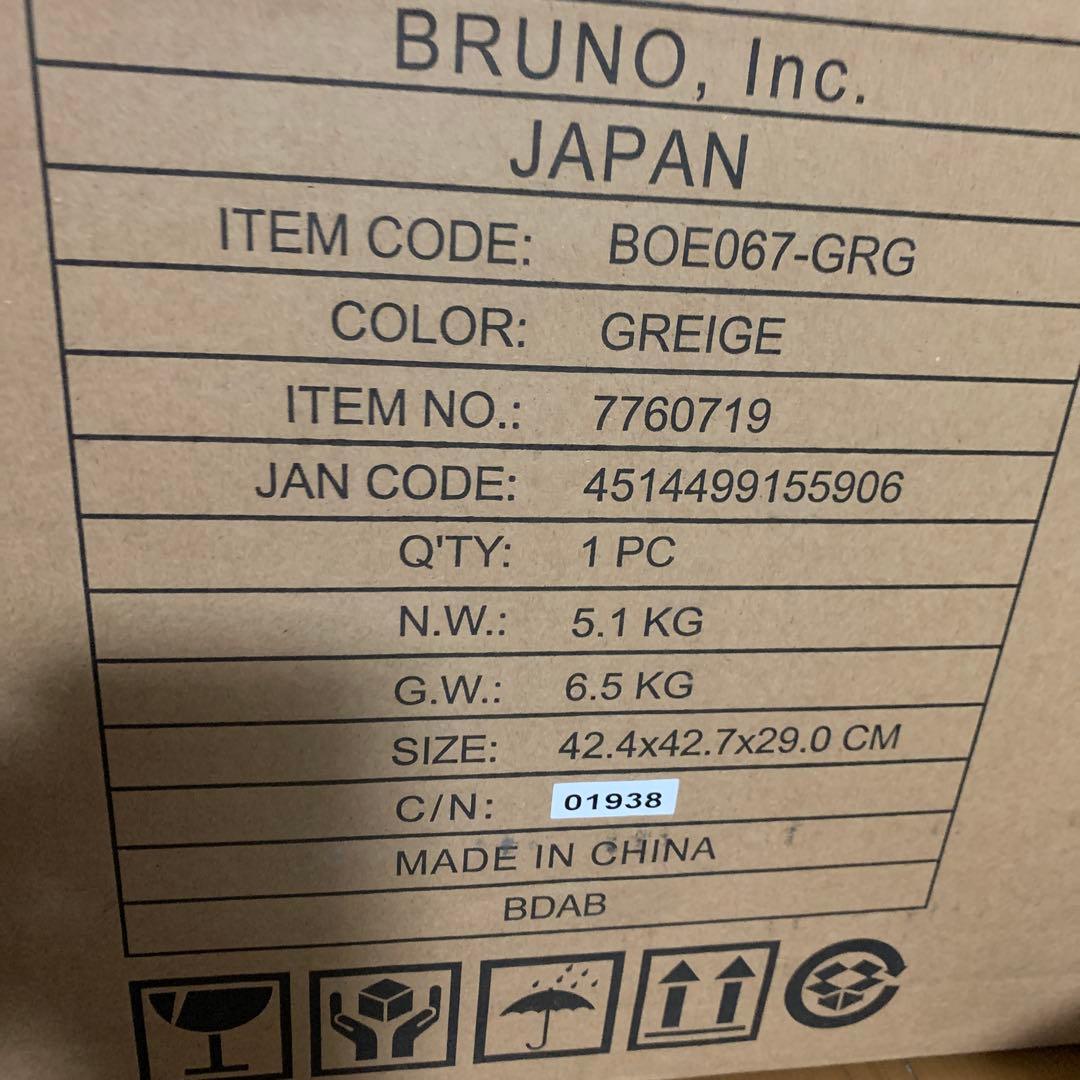 BRUNO, Inc.
JAPAN
ITEM CODE: BOE067-GRG
COLOR: GREIGE
ITEM NO.: 7760719
JAN CODE: 4514499155906
Q'TY: 1 PC
N.W.: 5.1 KG
G.W.: 6.5 KG
SIZE: 42.4x42.7x29.0 CM
C/N: 01938
MADE IN CHINA
BDAB